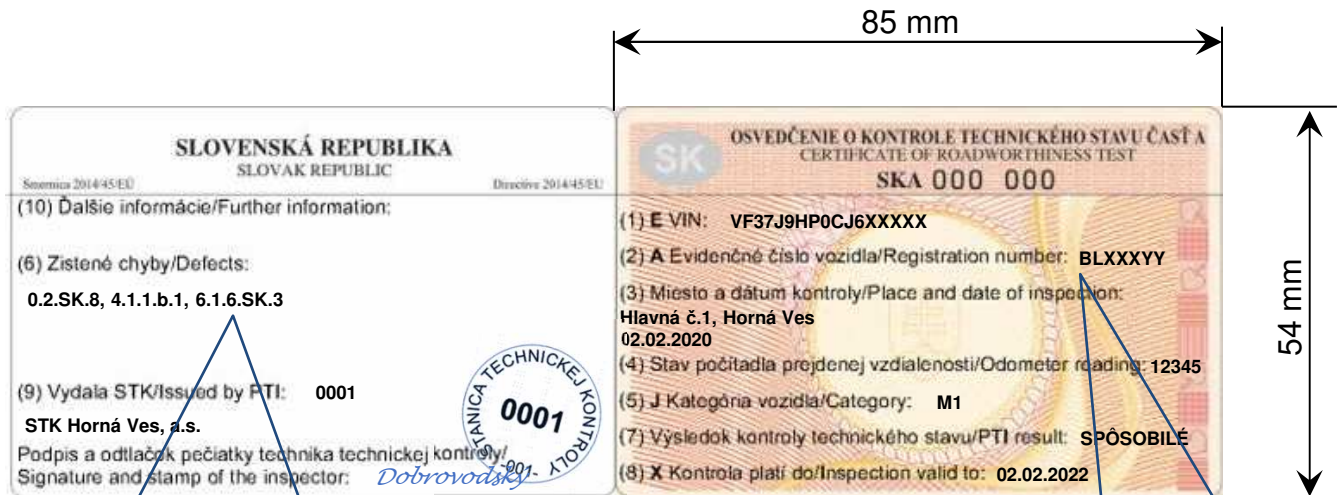 85 mm
SLOVENSKÁ REPUBLIKA
SLOVAK REPUBLIC
Smernica 2014/45/EÚ
Directive 2014/45/EU
(10) Ďalšie informácie/Further information:
(6) Zistené chyby/Defects:
0.2.SK.8, 4.1.1.b.1, 6.1.6.SK.3
(9) Vydala STK/Issued by PTI: 0001
STK Horná Ves, a.s.
Podpis a odtlačok pečiatky technika technickej kontroly/
Signature and stamp of the inspector: Dobrovodský
STANICA TECHNICKEJ KONTROLY
0001
-001-
SK
OSVEDČENIE O KONTROLE TECHNICKÉHO STAVU ČASŤ A
CERTIFICATE OF ROADWORTHINESS TEST
SKA 000 000
(1) E VIN: VF37J9HP0CJ6XXXXX
(2) A Evidenčné číslo vozidla/Registration number: BLXXXYY
(3) Miesto a dátum kontroly/Place and date of inspection:
Hlavná č.1, Horná Ves
02.02.2020
(4) Stav počítadla prejdenej vzdialenosti/Odometer reading: 12345
(5) J Kategória vozidla/Category: M1
(7) Výsledok kontroly technického stavu/PTI result: SPÔSOBILÉ
(8) X Kontrola platí do/Inspection valid to: 02.02.2022
54 mm